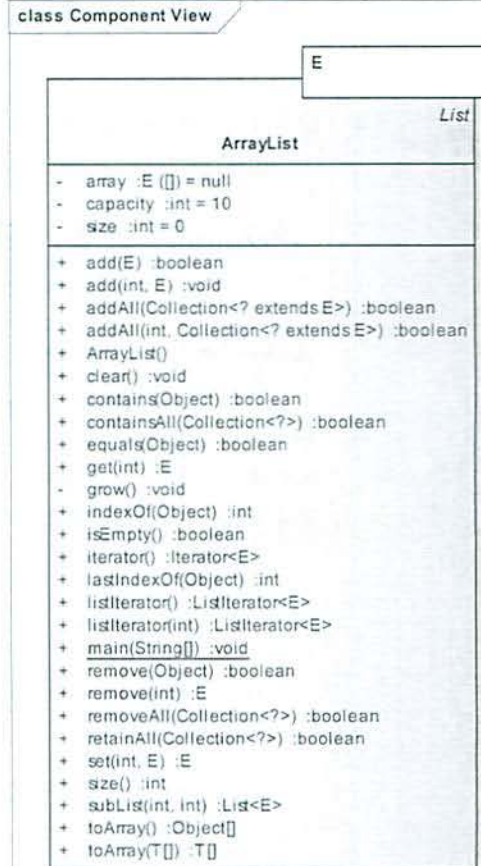 class Component View
E
List
ArrayList
- array :E ([]) = null
- capacity :int = 10
- size :int = 0
+ add(E) :boolean
+ add(int, E) :void
+ addAll(Collection<? extends E>) :boolean
+ addAll(int, Collection<? extends E>) :boolean
+ ArrayList()
+ clear() :void
+ contains(Object) :boolean
+ containsAll(Collection<?>) :boolean
+ equals(Object) :boolean
+ get(int) :E
- grow() :void
+ indexOf(Object) :int
+ isEmpty() :boolean
+ iterator() :Iterator<E>
+ lastIndexOf(Object) :int
+ listIterator() :ListIterator<E>
+ listIterator(int) :ListIterator<E>
+ main(String[]) :void
+ remove(Object) :boolean
+ remove(int) :E
+ removeAll(Collection<?>) :boolean
+ retainAll(Collection<?>) :boolean
+ set(int, E) :E
+ size() :int
+ subList(int, int) :List<E>
+ toArray() :Object[]
+ toArray(T[]) :T[]